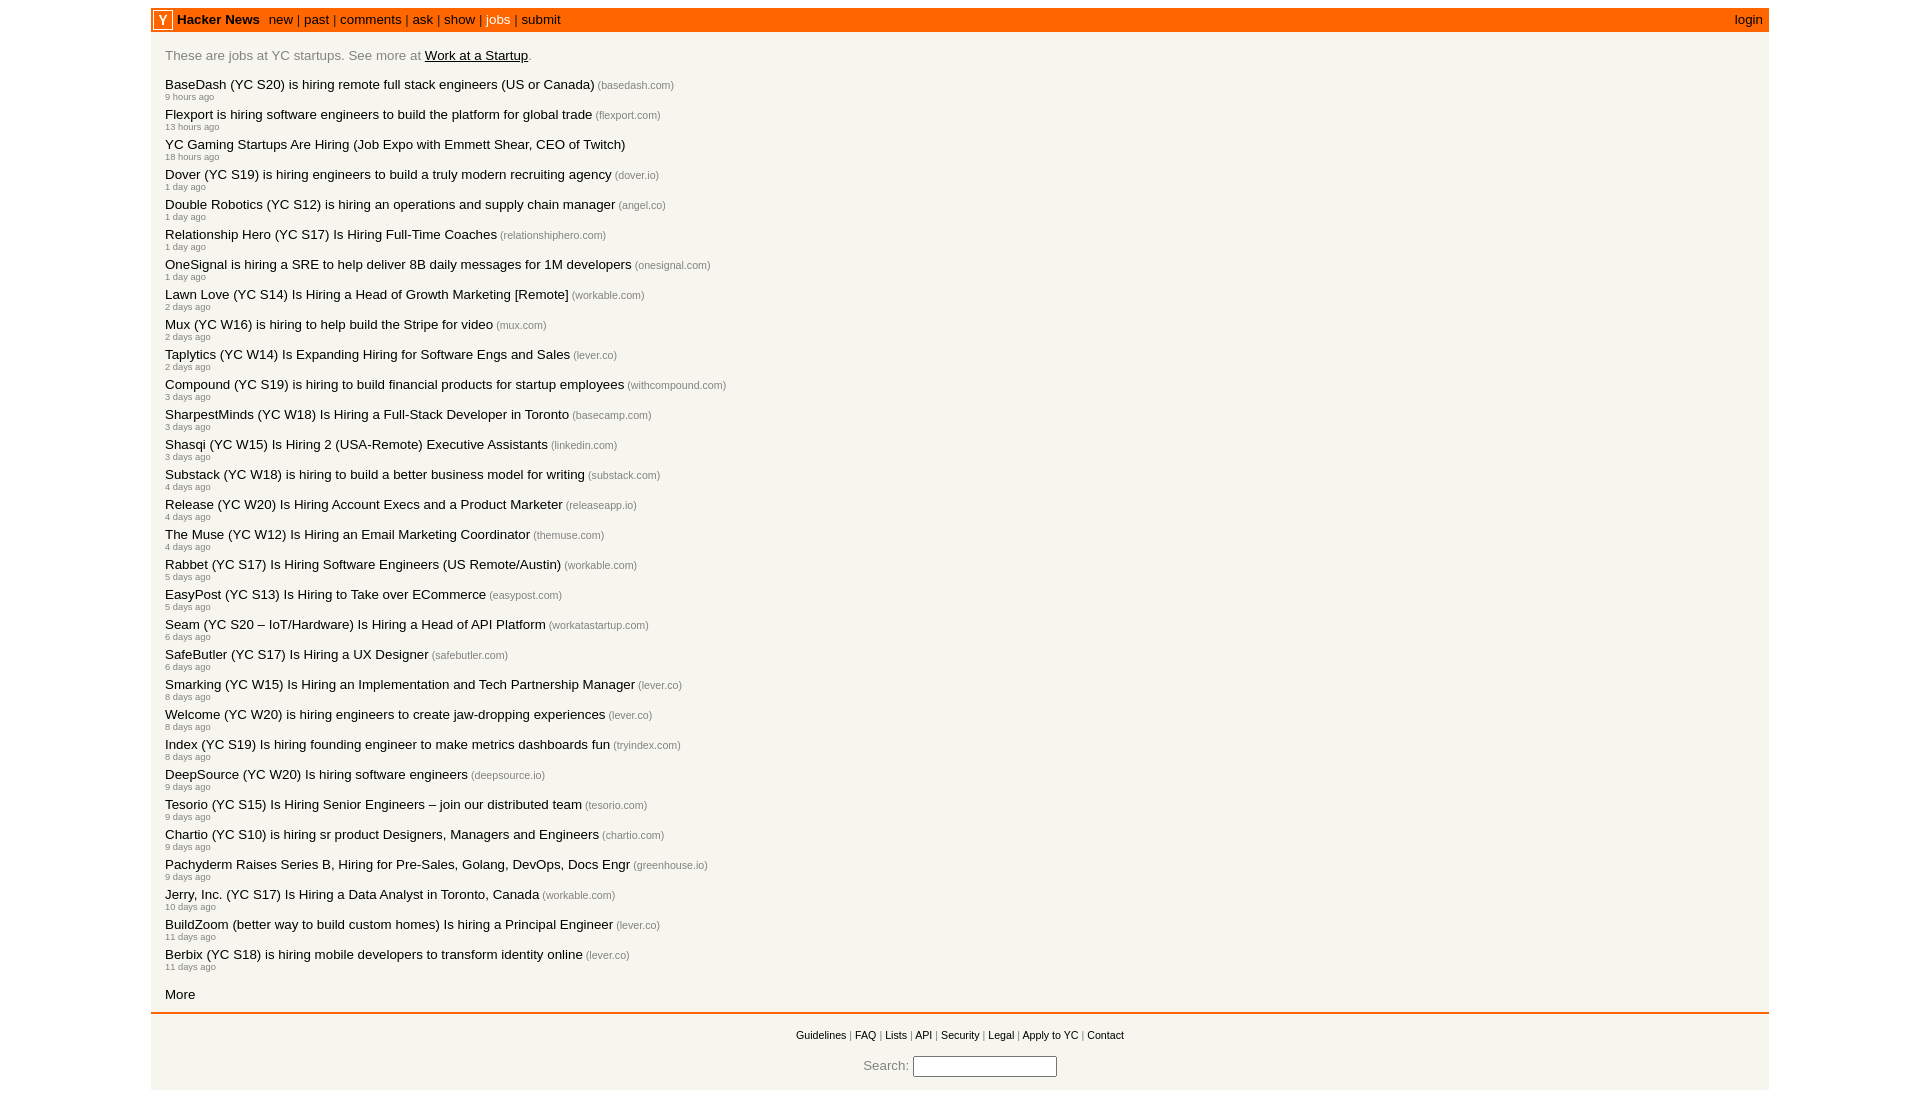 Y Hacker News new | past | comments | ask | show | jobs | submit login
These are jobs at YC startups. See more at Work at a Startup.
BaseDash (YC S20) is hiring remote full stack engineers (US or Canada) (basedash.com)
9 hours ago
Flexport is hiring software engineers to build the platform for global trade (flexport.com)
13 hours ago
YC Gaming Startups Are Hiring (Job Expo with Emmett Shear, CEO of Twitch)
18 hours ago
Dover (YC S19) is hiring engineers to build a truly modern recruiting agency (dover.io)
1 day ago
Double Robotics (YC S12) is hiring an operations and supply chain manager (angel.co)
1 day ago
Relationship Hero (YC S17) Is Hiring Full-Time Coaches (relationshiphero.com)
1 day ago
OneSignal is hiring a SRE to help deliver 8B daily messages for 1M developers (onesignal.com)
1 day ago
Lawn Love (YC S14) Is Hiring a Head of Growth Marketing [Remote] (workable.com)
2 days ago
Mux (YC W16) is hiring to help build the Stripe for video (mux.com)
2 days ago
Taplytics (YC W14) Is Expanding Hiring for Software Engs and Sales (lever.co)
2 days ago
Compound (YC S19) is hiring to build financial products for startup employees (withcompound.com)
3 days ago
SharpestMinds (YC W18) Is Hiring a Full-Stack Developer in Toronto (basecamp.com)
3 days ago
Shasqi (YC W15) Is Hiring 2 (USA-Remote) Executive Assistants (linkedin.com)
3 days ago
Substack (YC W18) is hiring to build a better business model for writing (substack.com)
4 days ago
Release (YC W20) Is Hiring Account Execs and a Product Marketer (releaseapp.io)
4 days ago
The Muse (YC W12) Is Hiring an Email Marketing Coordinator (themuse.com)
4 days ago
Rabbet (YC S17) Is Hiring Software Engineers (US Remote/Austin) (workable.com)
5 days ago
EasyPost (YC S13) Is Hiring to Take over ECommerce (easypost.com)
5 days ago
Seam (YC S20 – IoT/Hardware) Is Hiring a Head of API Platform (workatastartup.com)
6 days ago
SafeButler (YC S17) Is Hiring a UX Designer (safebutler.com)
6 days ago
Smarking (YC W15) Is Hiring an Implementation and Tech Partnership Manager (lever.co)
8 days ago
Welcome (YC W20) is hiring engineers to create jaw-dropping experiences (lever.co)
8 days ago
Index (YC S19) Is hiring founding engineer to make metrics dashboards fun (tryindex.com)
8 days ago
DeepSource (YC W20) Is hiring software engineers (deepsource.io)
9 days ago
Tesorio (YC S15) Is Hiring Senior Engineers – join our distributed team (tesorio.com)
9 days ago
Chartio (YC S10) is hiring sr product Designers, Managers and Engineers (chartio.com)
9 days ago
Pachyderm Raises Series B, Hiring for Pre-Sales, Golang, DevOps, Docs Engr (greenhouse.io)
9 days ago
Jerry, Inc. (YC S17) Is Hiring a Data Analyst in Toronto, Canada (workable.com)
10 days ago
BuildZoom (better way to build custom homes) Is hiring a Principal Engineer (lever.co)
11 days ago
Berbix (YC S18) is hiring mobile developers to transform identity online (lever.co)
11 days ago
More
Guidelines | FAQ | Lists | API | Security | Legal | Apply to YC | Contact
Search: